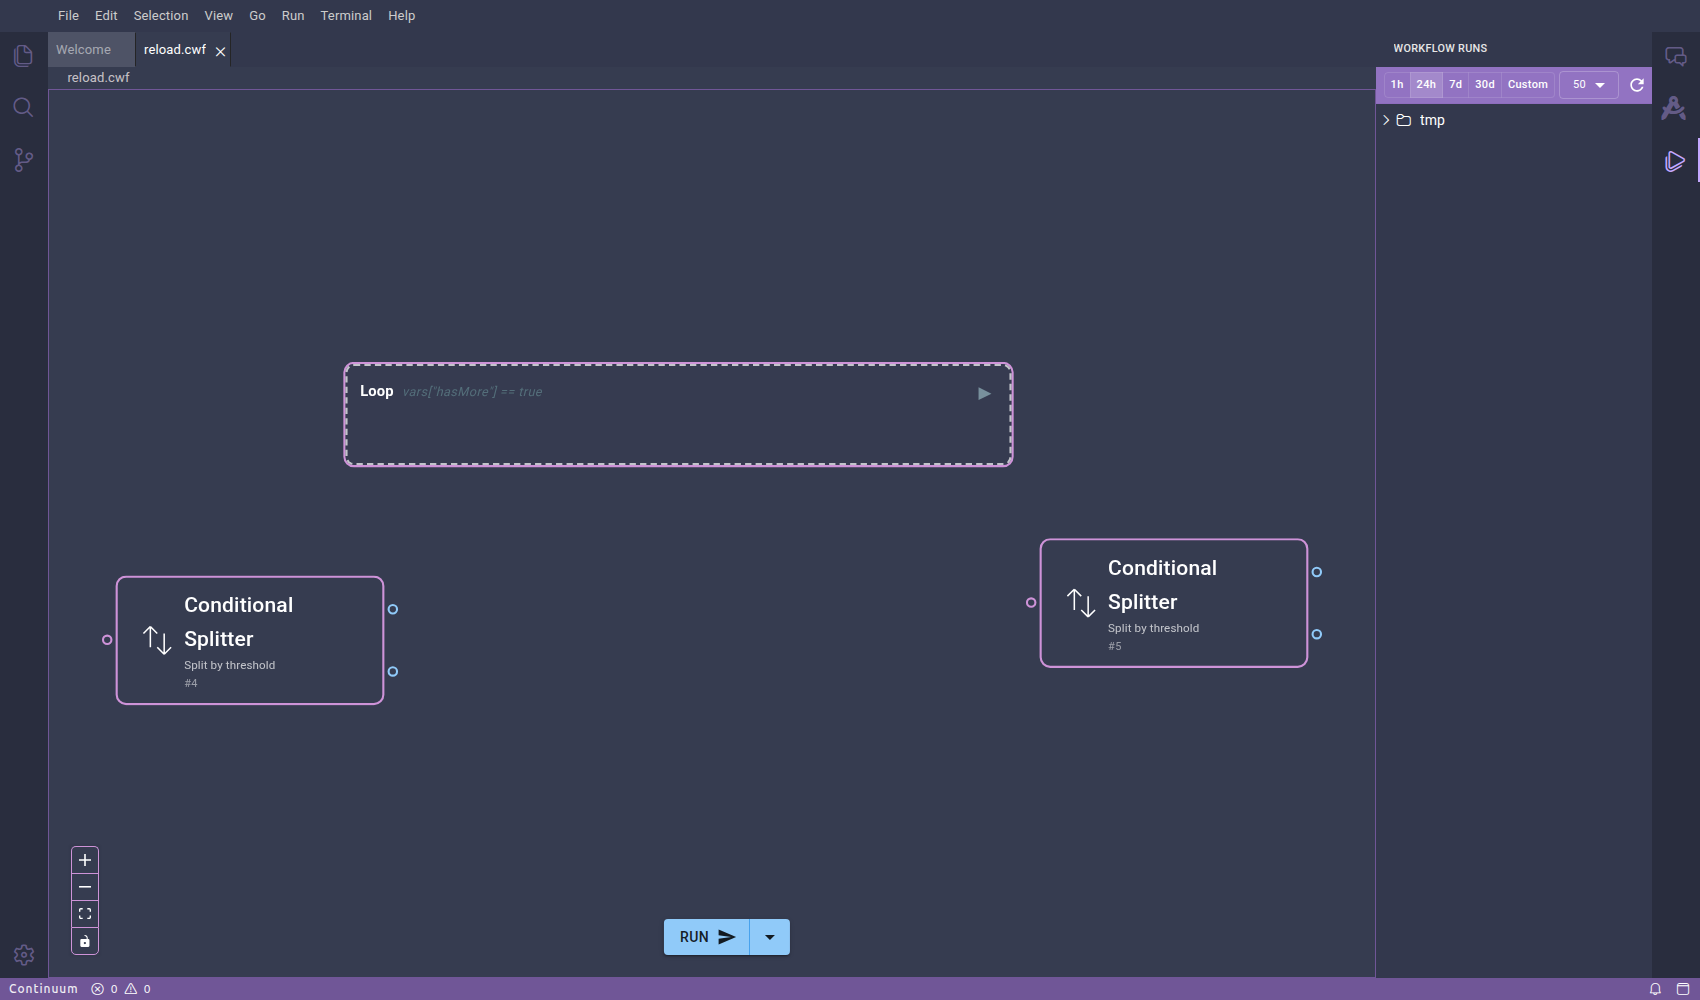 File Edit Selection View Go Run Terminal Help
Welcome reload.cwf
reload.cwf
WORKFLOW RUNS
1h 24h 7d 30d Custom 50
tmp
Loop vars["hasMore"] == true
Conditional
Splitter
Split by threshold
#5
Conditional
Splitter
Split by threshold
#4
RUN
Continuum 0 0